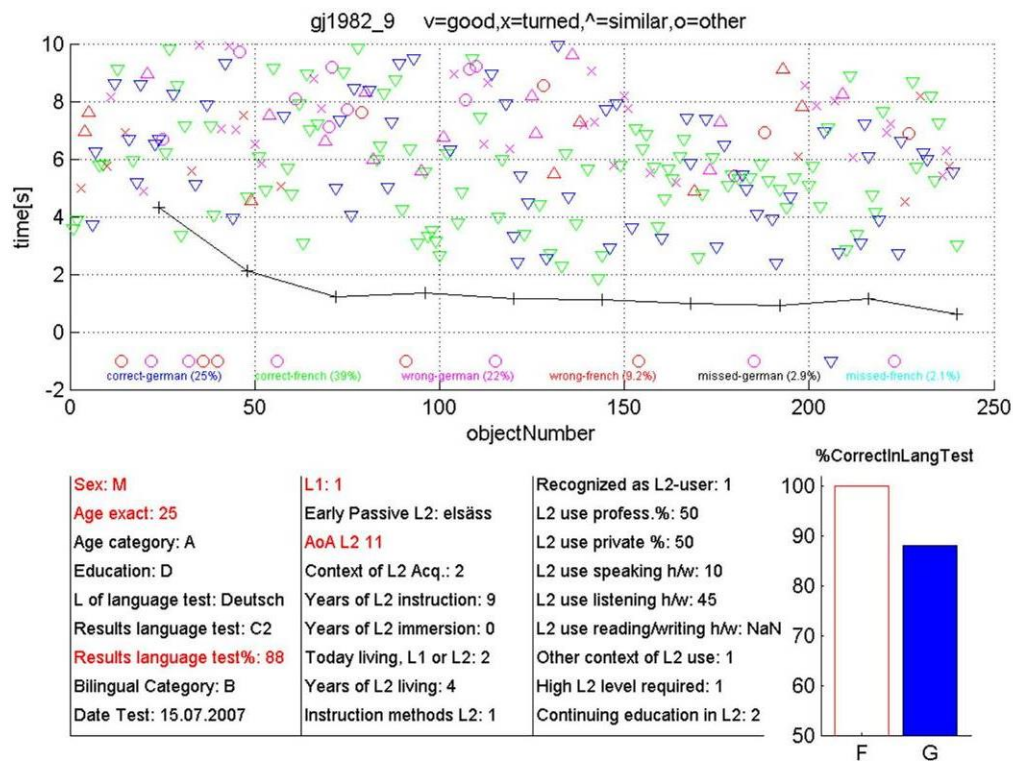 gj1982_9 v=good,x=turned,^=similar,o=other
10
8
6
4
2
0
-2
time[s]
correct-german (25%) correct-french (39%) wrong-german (22%) wrong-french (9.2%) missed-german (2.9%) missed-french (2.1%)
0 50 100 150 200 250
objectNumber
Sex: M
Age exact: 25
Age category: A
Education: D
L of language test: Deutsch
Results language test: C2
Results language test%: 88
Bilingual Category: B
Date Test: 15.07.2007
L1: 1
Early Passive L2: elsäss
AoA L2 11
Context of L2 Acq.: 2
Years of L2 instruction: 9
Years of L2 immersion: 0
Today living, L1 or L2: 2
Years of L2 living: 4
Instruction methods L2: 1
Recognized as L2-user: 1
L2 use profess.%: 50
L2 use private %: 50
L2 use speaking h/w: 10
L2 use listening h/w: 45
L2 use reading/writing h/w: NaN
Other context of L2 use: 1
High L2 level required: 1
Continuing education in L2: 2
%CorrectInLangTest
100
90
80
70
60
50
F G